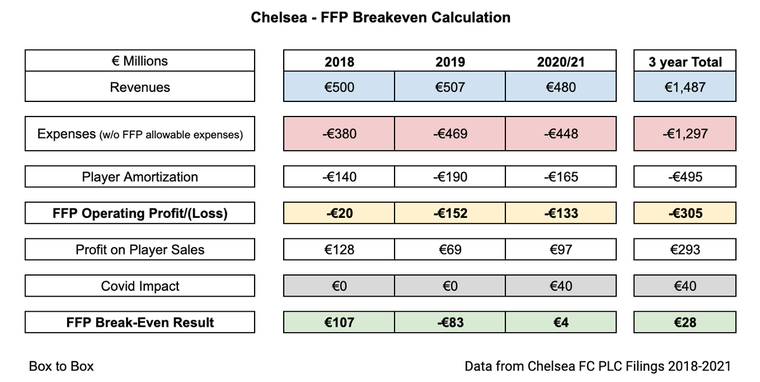 Chelsea - FFP Breakeven Calculation
€ Millions 2018 2019 2020/21 3 year Total
Revenues €500 €507 €480 €1,487
Expenses (w/o FFP allowable expenses) -€380 -€469 -€448 -€1,297
Player Amortization -€140 -€190 -€165 -€495
FFP Operating Profit/(Loss) -€20 -€152 -€133 -€305
Profit on Player Sales €128 €69 €97 €293
Covid Impact €0 €0 €40 €40
FFP Break-Even Result €107 -€83 €4 €28
Box to Box Data from Chelsea FC PLC Filings 2018-2021